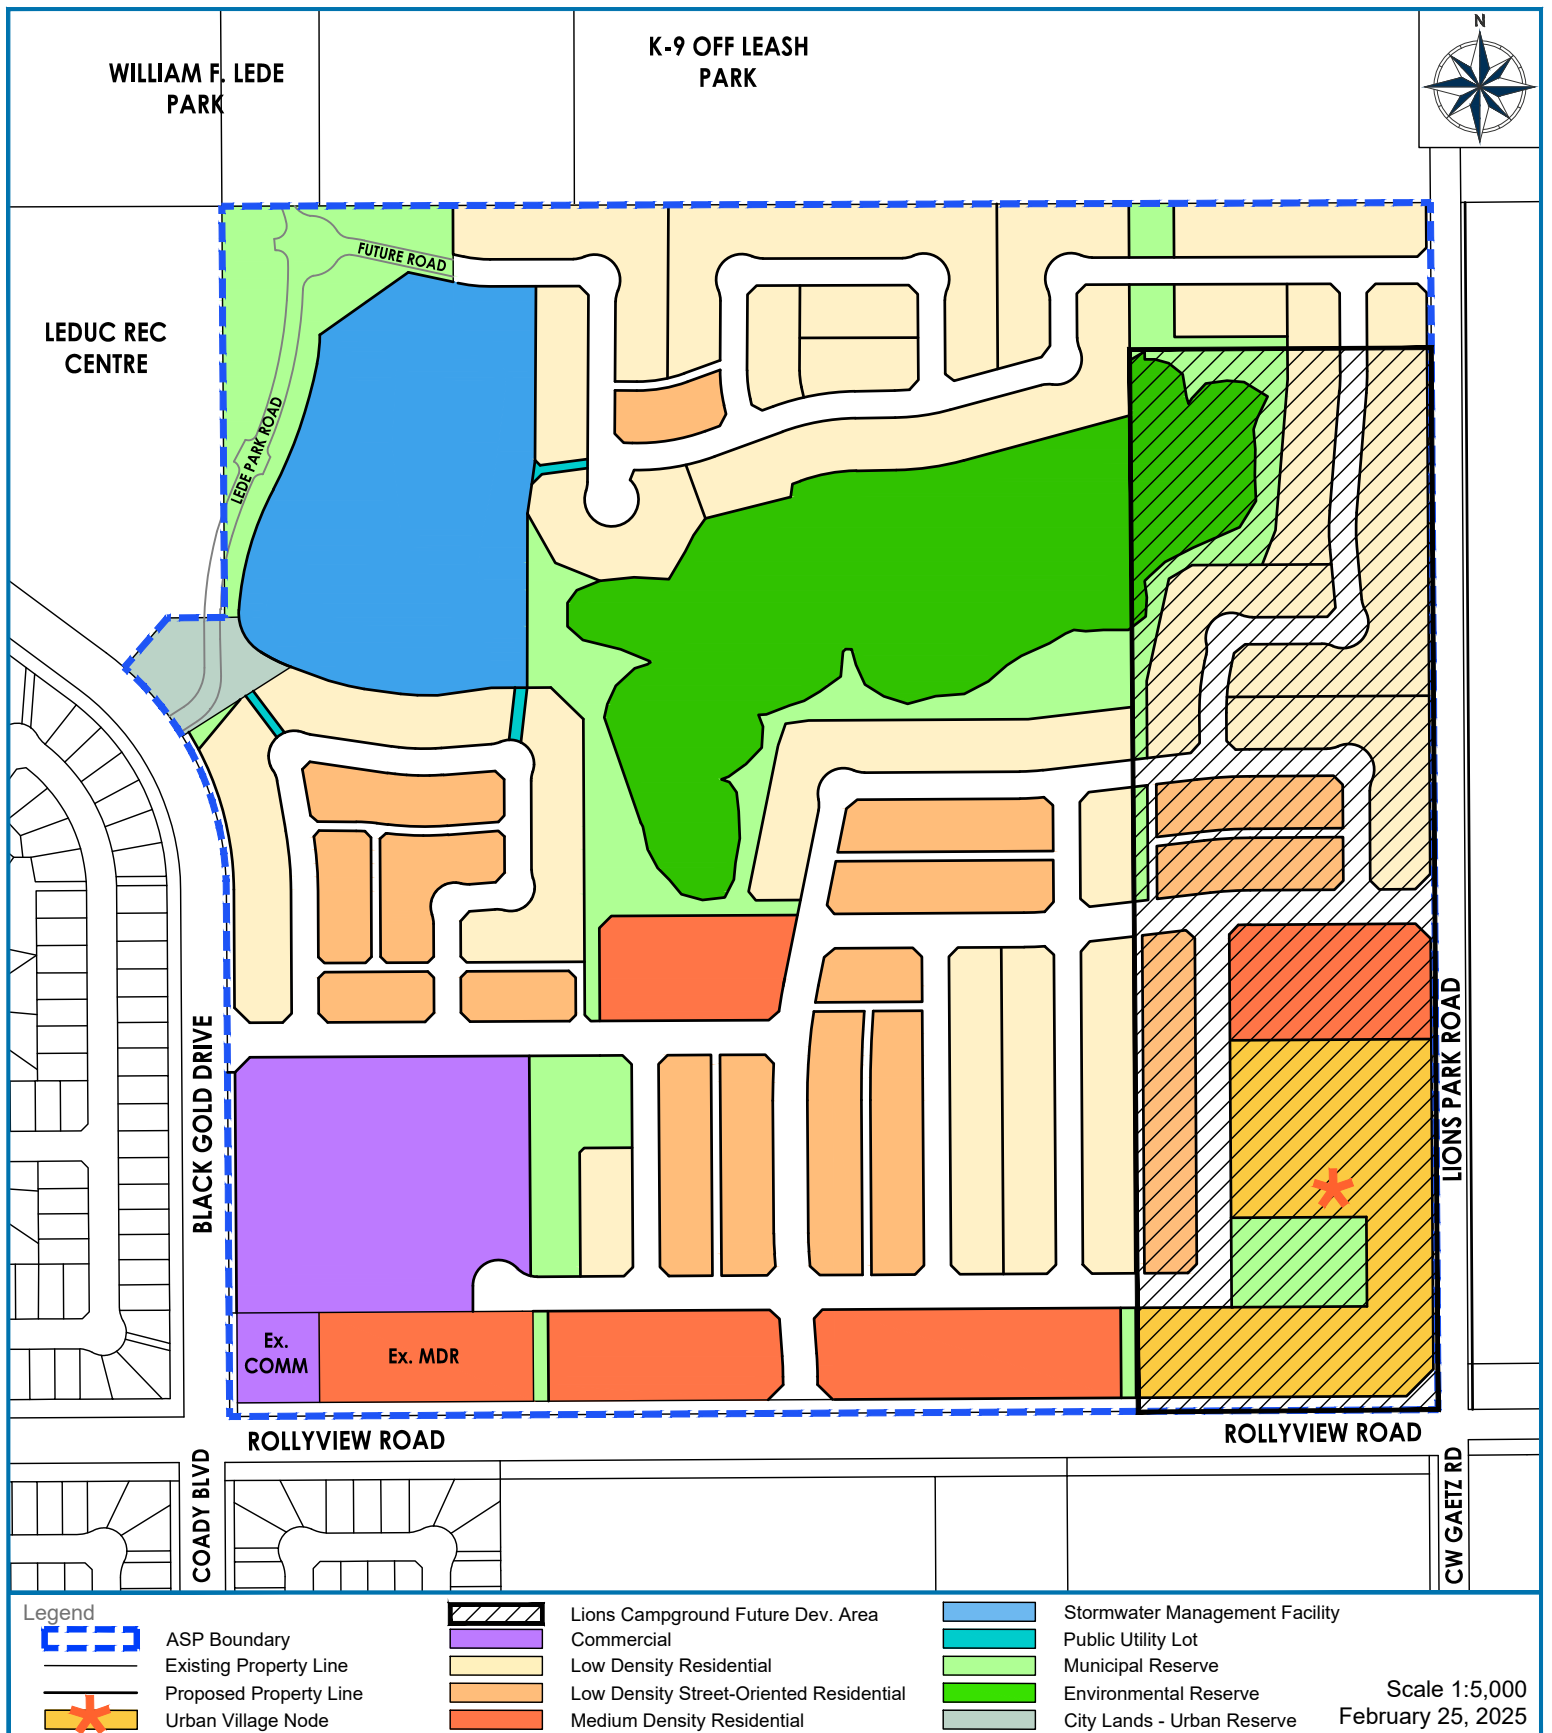 N
K-9 OFF LEASH
PARK
WILLIAM F. LEDE
PARK
FUTURE ROAD
LEDUC REC
CENTRE
LEDE PARK ROAD
BLACK GOLD DRIVE
LIONS PARK ROAD
Ex.
COMM
Ex. MDR
ROLLYVIEW ROAD
ROLLYVIEW ROAD
COADY BLVD
CW GAETZ RD
Legend
ASP Boundary
Existing Property Line
Proposed Property Line
Urban Village Node
Lions Campground Future Dev. Area
Commercial
Low Density Residential
Low Density Street-Oriented Residential
Medium Density Residential
Stormwater Management Facility
Public Utility Lot
Municipal Reserve
Environmental Reserve
City Lands - Urban Reserve
Scale 1:5,000
February 25, 2025